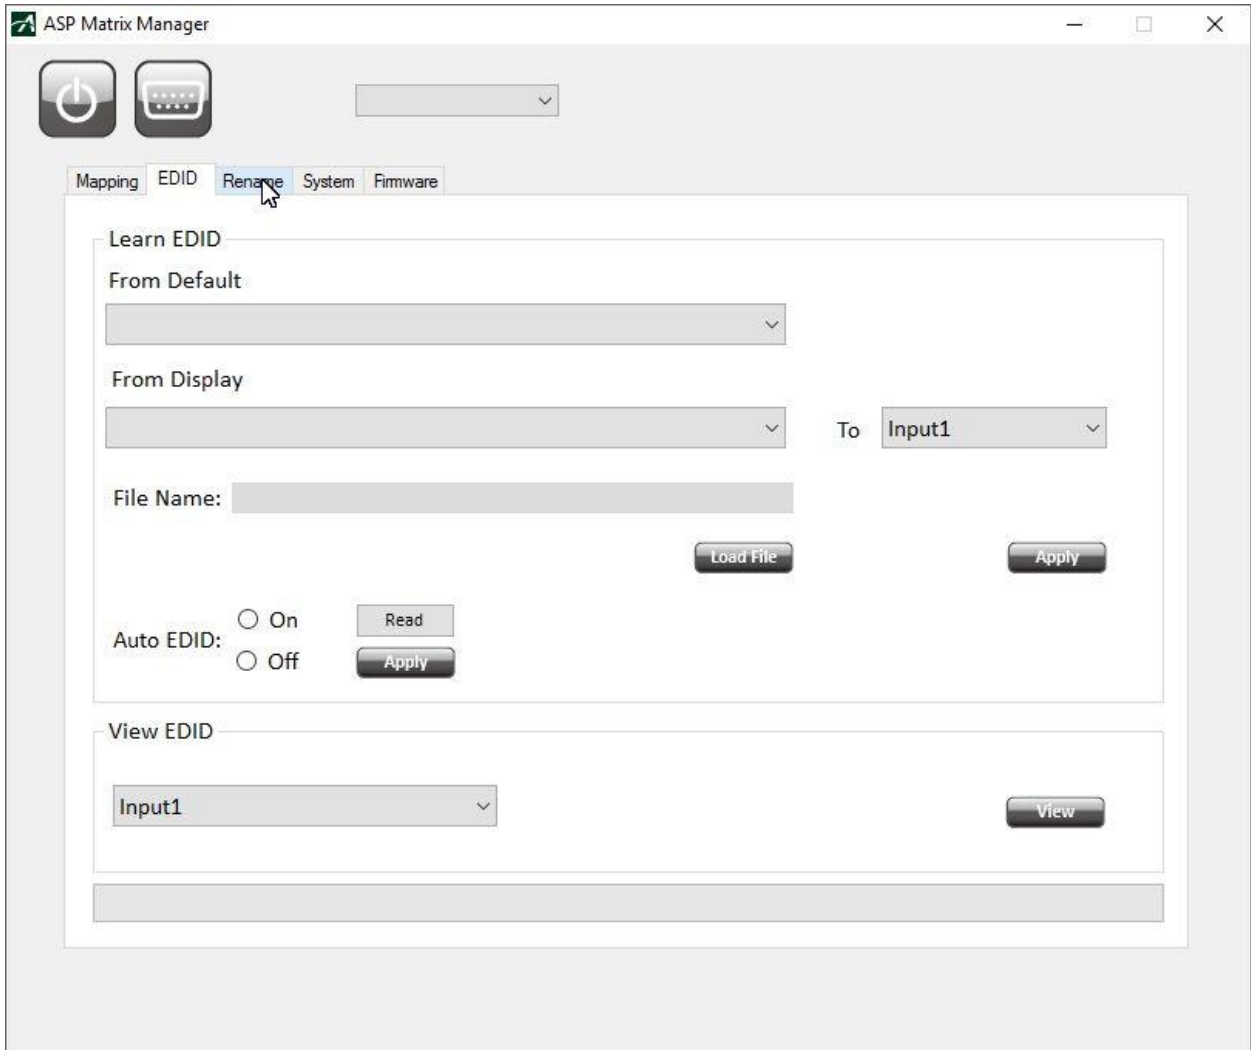 ASP Matrix Manager
Mapping EDID Rename System Firmware
Learn EDID
From Default
From Display
To Input1
File Name:
Load File Apply
Auto EDID: On Read
Off Apply
View EDID
Input1 View